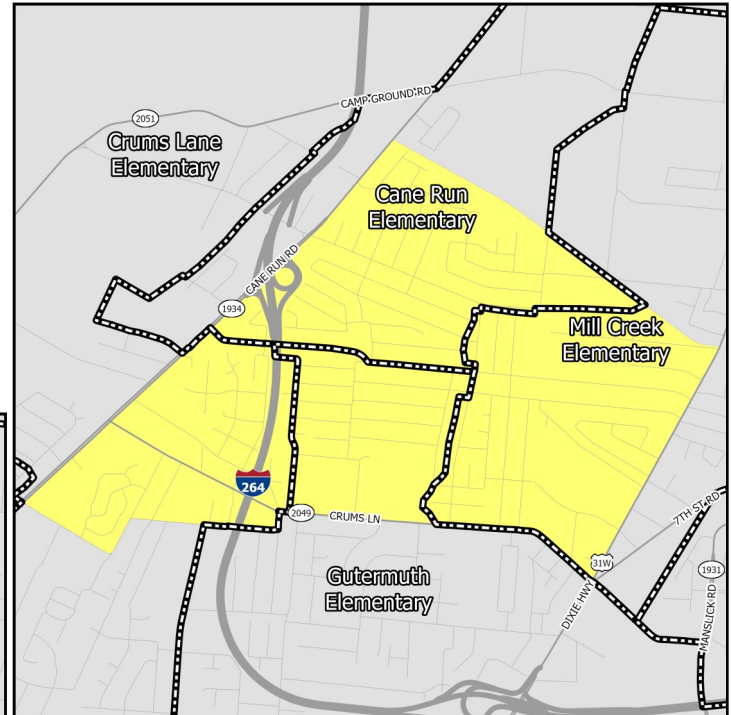 CAMP GROUND RD
2051
Crums Lane
Elementary
Cane Run
Elementary
CANE RUN RD
1934
Mill Creek
Elementary
264
2049
CRUMS LN
7TH ST RD
31W
1931
Gutermuth
Elementary
DIXIE HWY
MANSLICK RD